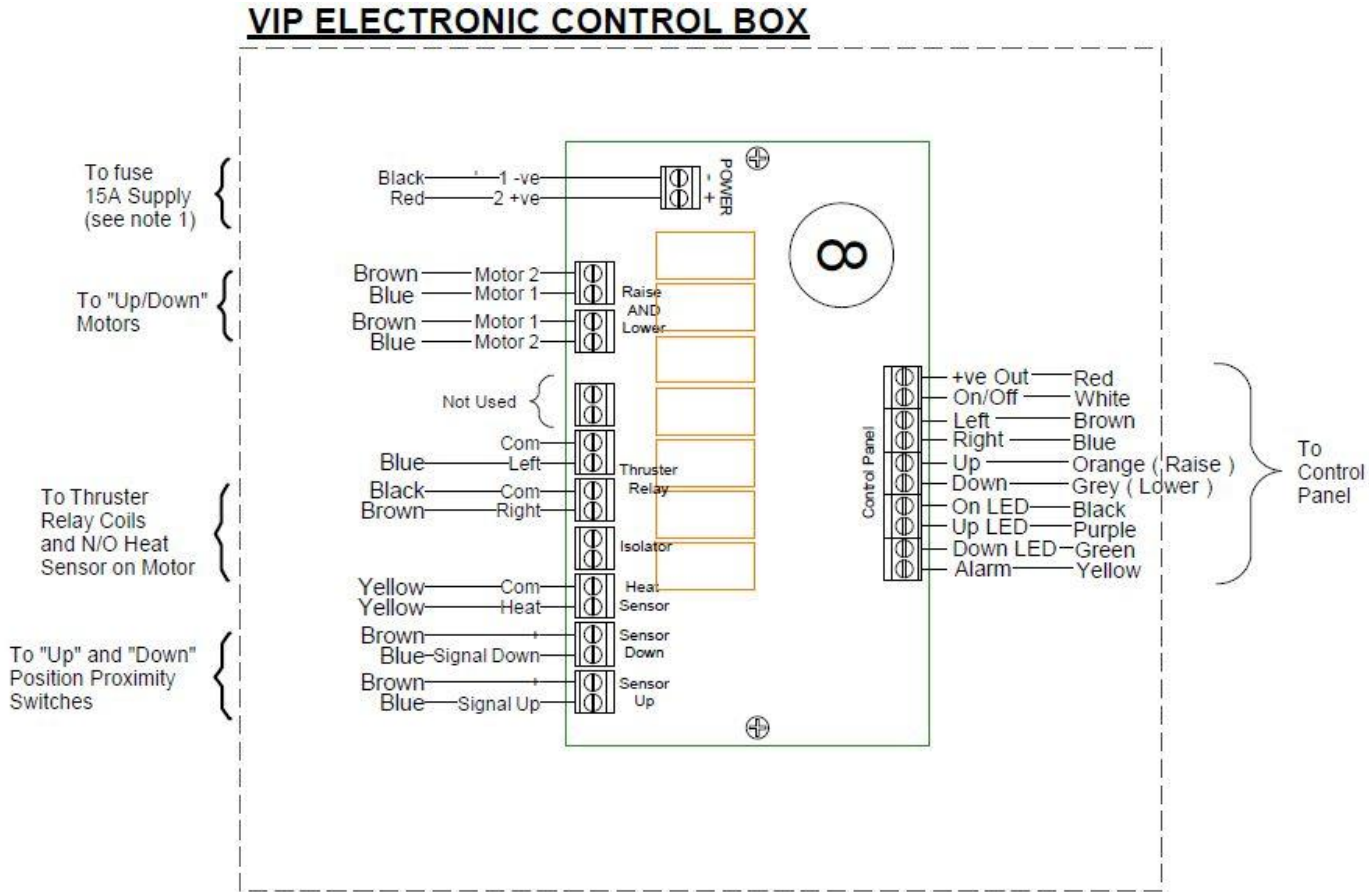 VIP ELECTRONIC CONTROL BOX
To fuse
15A Supply
(see note 1)
Black 1 -ve
Red 2 +ve
- POWER +
8
To "Up/Down"
Motors
Brown Motor 2
Blue Motor 1
Brown Motor 1
Blue Motor 2
Raise
AND
Lower
Not Used
Com
Blue Left
Black Com
Brown Right
Thruster
Relay
Isolator
To Thruster
Relay Coils
and N/O Heat
Sensor on Motor
Yellow Com
Yellow Heat
Heat
Sensor
To "Up" and "Down"
Position Proximity
Switches
Brown +
Blue Signal Down
Sensor
Down
Brown +
Blue Signal Up
Sensor
Up
Control Panel
+ve Out Red
On/Off White
Left Brown
Right Blue
Up Orange ( Raise )
Down Grey ( Lower )
On LED Black
Up LED Purple
Down LED Green
Alarm Yellow
To
Control
Panel